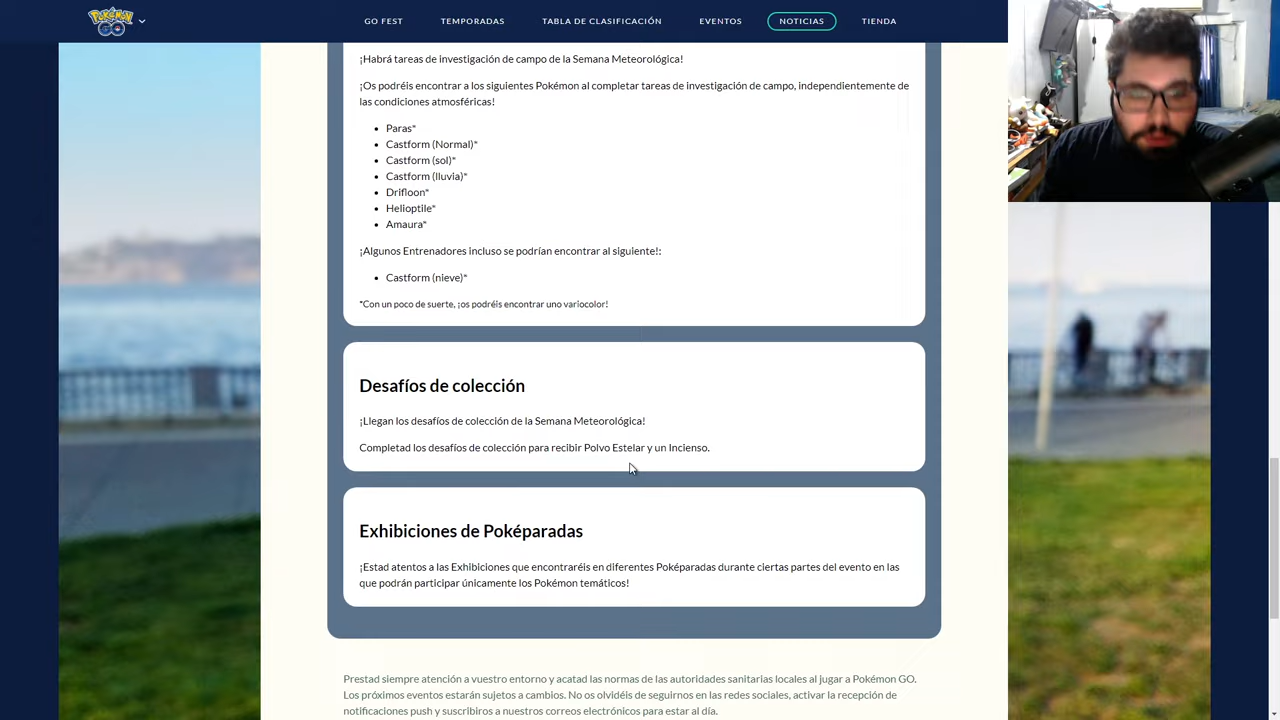 Pokémon GO
GO FEST
TEMPORADAS
TABLA DE CLASIFICACIÓN
EVENTOS
NOTICIAS
TIENDA
¡Habrá tareas de investigación de campo de la Semana Meteorológica!
¡Os podréis encontrar a los siguientes Pokémon al completar tareas de investigación de campo, independientemente de
las condiciones atmosféricas!
Paras*
Castform (Normal)*
Castform (sol)*
Castform (lluvia)*
Drifloon*
Helioptile*
Amaura*
¡Algunos Entrenadores incluso se podrían encontrar al siguiente!:
Castform (nieve)*
*Con un poco de suerte, ¡os podréis encontrar uno variocolor!
Desafíos de colección
¡Llegan los desafíos de colección de la Semana Meteorológica!
Completad los desafíos de colección para recibir Polvo Estelar y un Incienso.
Exhibiciones de Poképaradas
¡Estad atentos a las Exhibiciones que encontraréis en diferentes Poképaradas durante ciertas partes del evento en las
que podrán participar únicamente los Pokémon temáticos!
Prestad siempre atención a vuestro entorno y acatad las normas de las autoridades sanitarias locales al jugar a Pokémon GO.
Los próximos eventos estarán sujetos a cambios. No os olvidéis de seguirnos en las redes sociales, activar la recepción de
notificaciones push y suscribiros a nuestros correos electrónicos para estar al día.